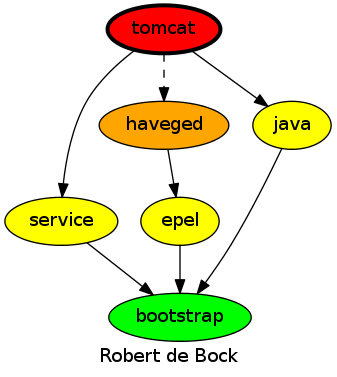 tomcat
haveged
java
service
epel
bootstrap
Robert de Bock